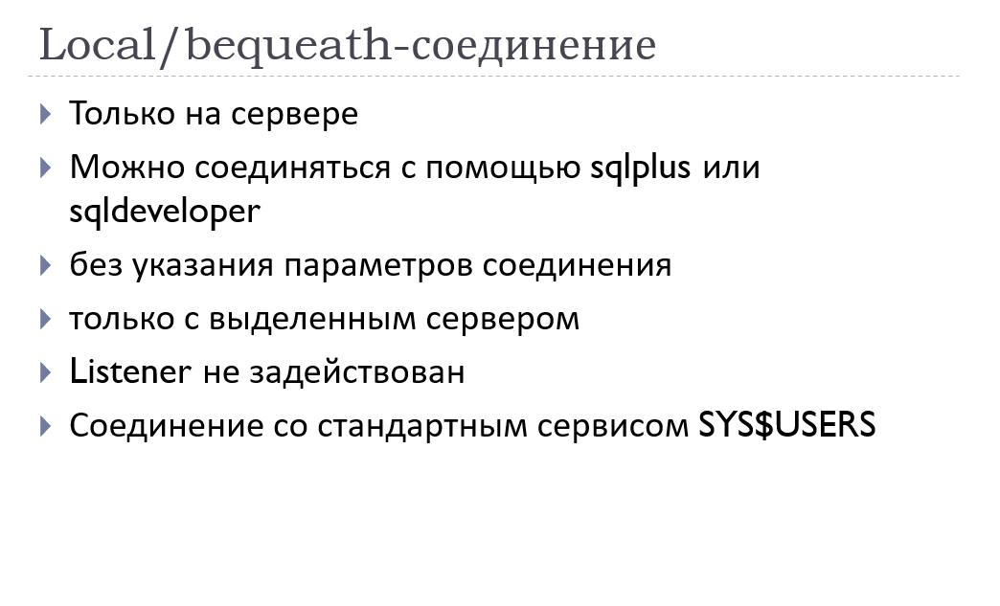 Local/bequeath-соединение
Только на сервере
Можно соединяться с помощью sqlplus или
sqldeveloper
без указания параметров соединения
только с выделенным сервером
Listener не задействован
Соединение со стандартным сервисом SYS$USERS